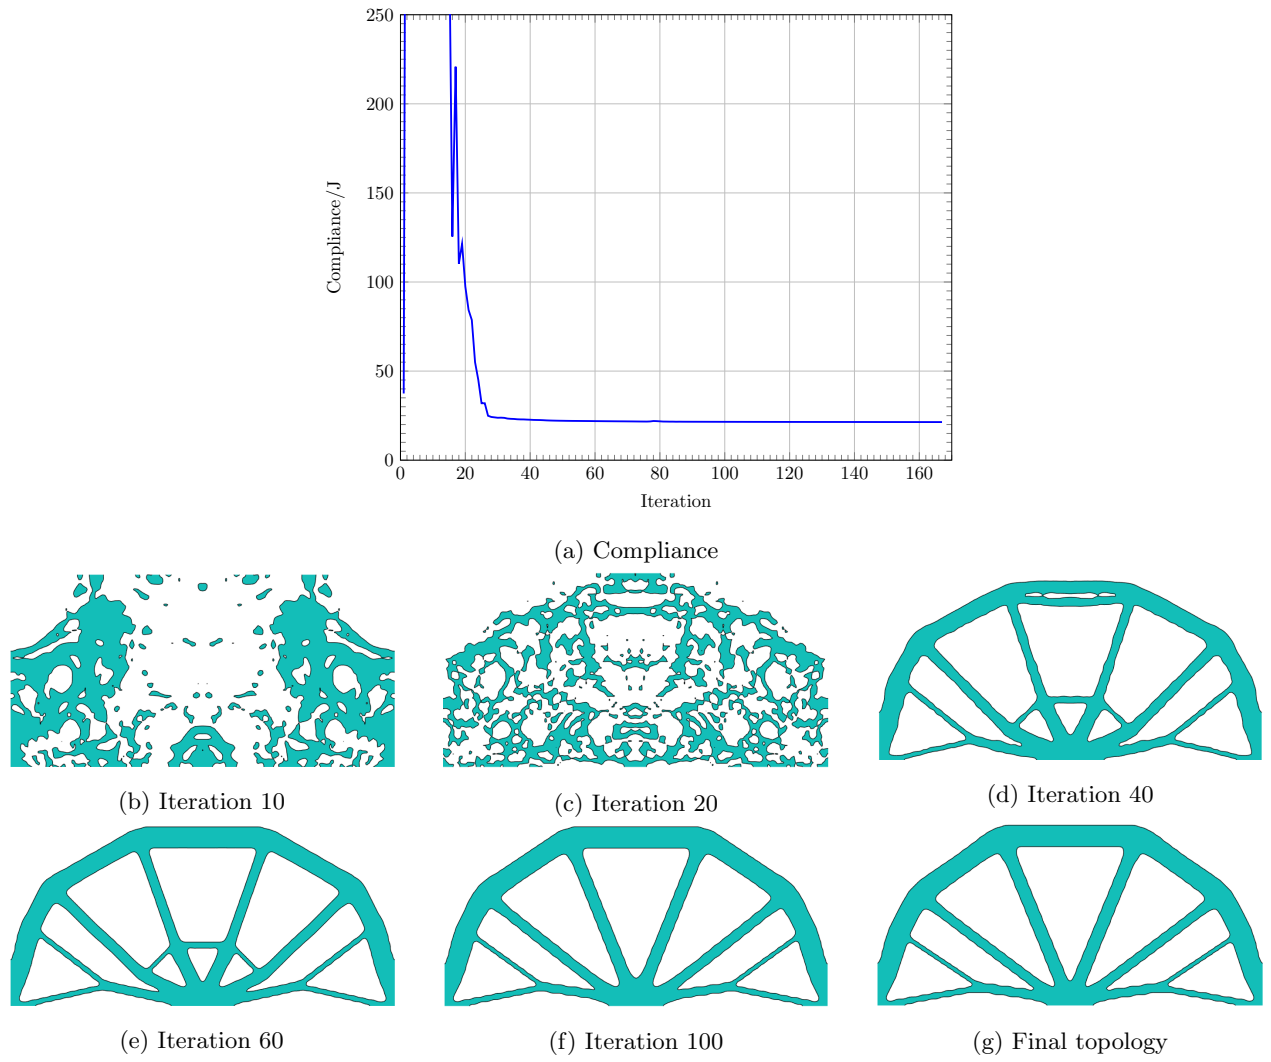 250
200
150
100
50
0
Compliance/J
0 20 40 60 80 100 120 140 160
Iteration
(a) Compliance
(b) Iteration 10
(c) Iteration 20
(d) Iteration 40
(e) Iteration 60
(f) Iteration 100
(g) Final topology